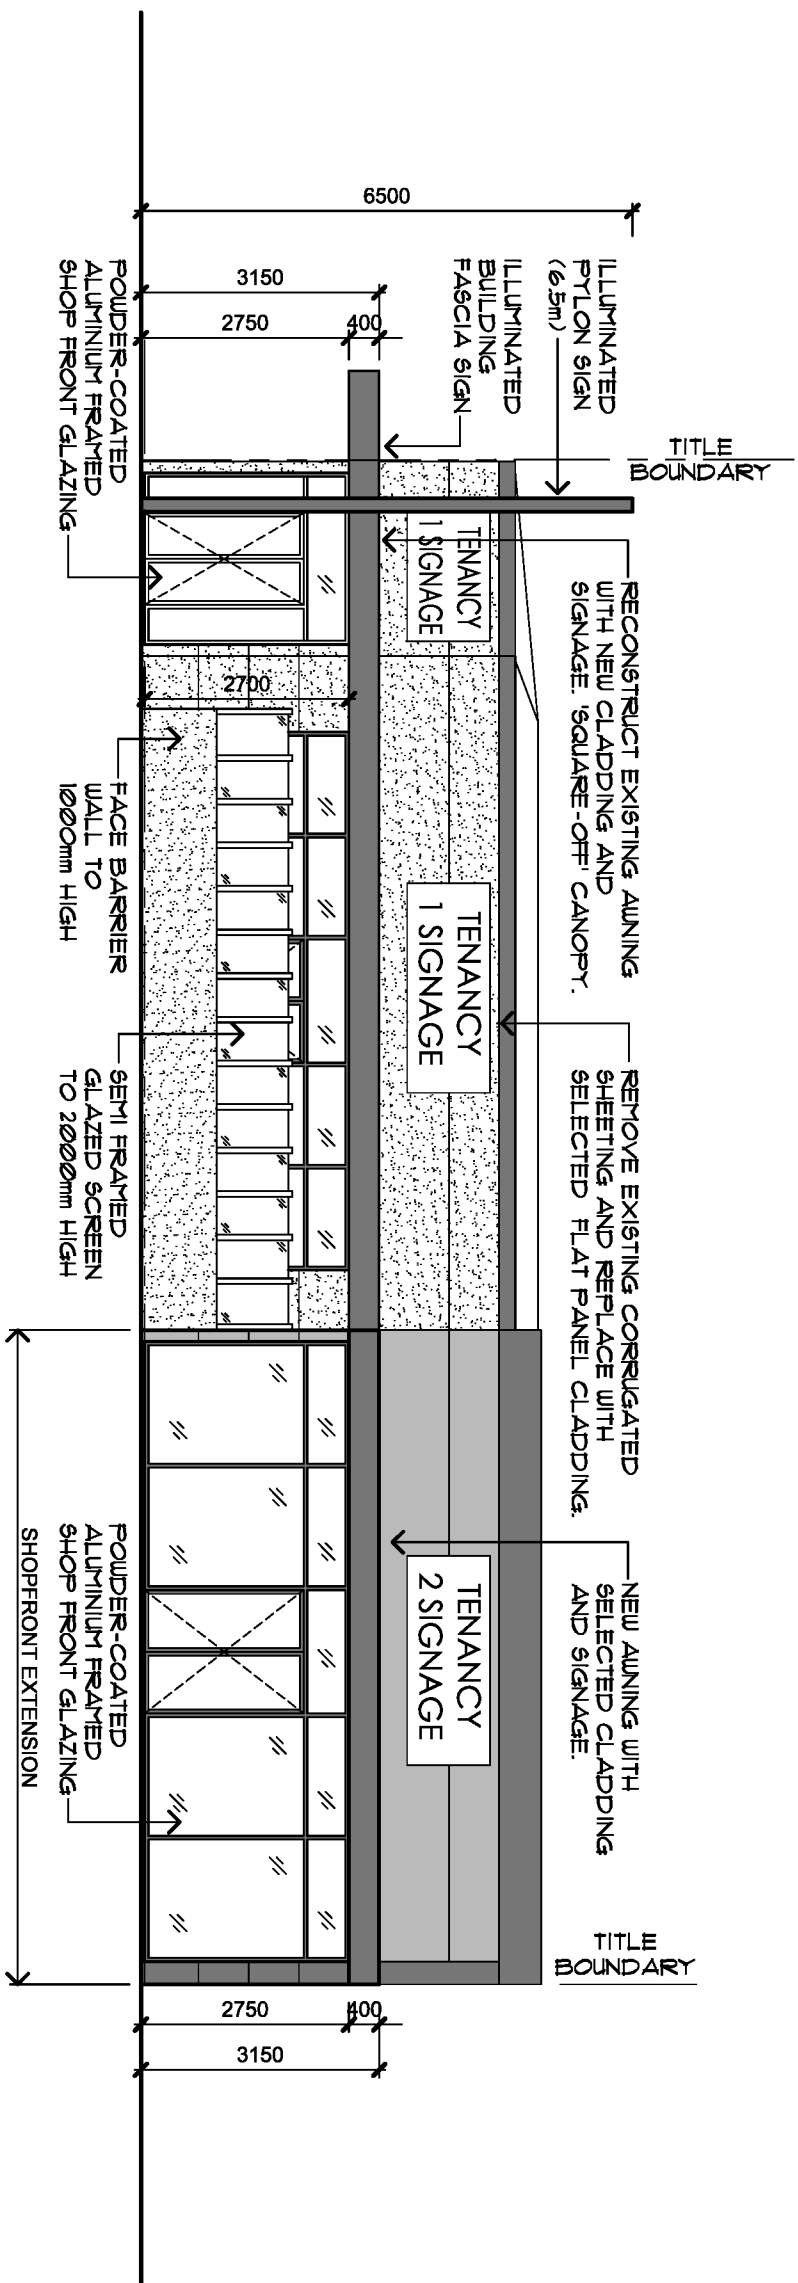 TITLE
BOUNDARY
6500
3150
2750
400
ILLUMINATED
PYLON SIGN
(6.5m)
ILLUMINATED
BUILDING
FASCIA SIGN
RECONSTRUCT EXISTING AWNING
WITH NEW CLADDING AND
SIGNAGE. 'SQUARE-OFF' CANOPY.
REMOVE EXISTING CORRUGATED
SHEETING AND REPLACE WITH
SELECTED FLAT PANEL CLADDING.
NEW AWNING WITH
SELECTED CLADDING
AND SIGNAGE.
TITLE
BOUNDARY
TENANCY
1 SIGNAGE
TENANCY
1 SIGNAGE
TENANCY
2 SIGNAGE
2700
2750
400
3150
POWDER-COATED
ALUMINIUM FRAMED
SHOP FRONT GLAZING
FACE BARRIER
WALL TO
1000mm HIGH
SEMI FRAMED
GLAZED SCREEN
TO 2000mm HIGH
POWDER-COATED
ALUMINIUM FRAMED
SHOP FRONT GLAZING
SHOPFRONT EXTENSION